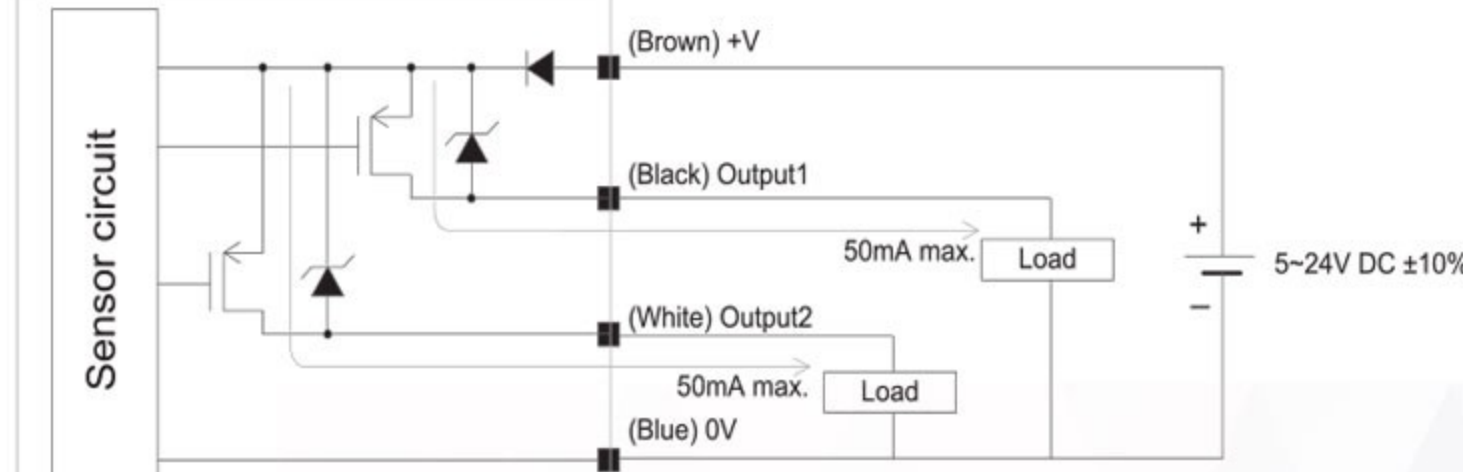 (Brown) +V
Sensor circuit
(Black) Output1
50mA max.
Load
+
5~24V DC ±10%
−
(White) Output2
50mA max.
Load
(Blue) 0V